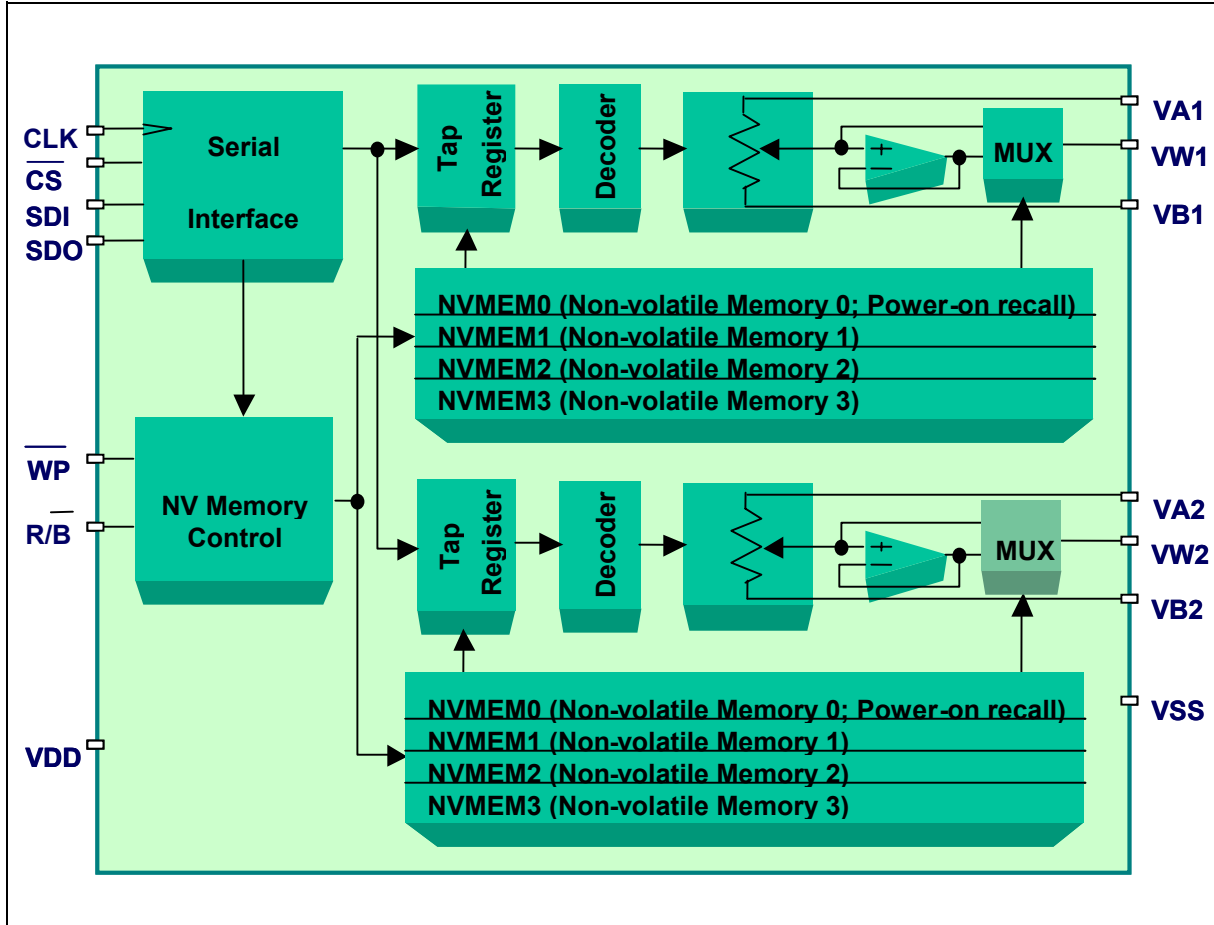 CLK
CS
SDI
SDO
Serial
Interface
Tap
Register
Decoder
+
–
MUX
VA1
VW1
VB1
NVMEM0 (Non-volatile Memory 0; Power-on recall)
NVMEM1 (Non-volatile Memory 1)
NVMEM2 (Non-volatile Memory 2)
NVMEM3 (Non-volatile Memory 3)
WP
R/B
NV Memory
Control
Tap
Register
Decoder
+
–
MUX
VA2
VW2
VB2
NVMEM0 (Non-volatile Memory 0; Power-on recall)
NVMEM1 (Non-volatile Memory 1)
NVMEM2 (Non-volatile Memory 2)
NVMEM3 (Non-volatile Memory 3)
VDD
VSS